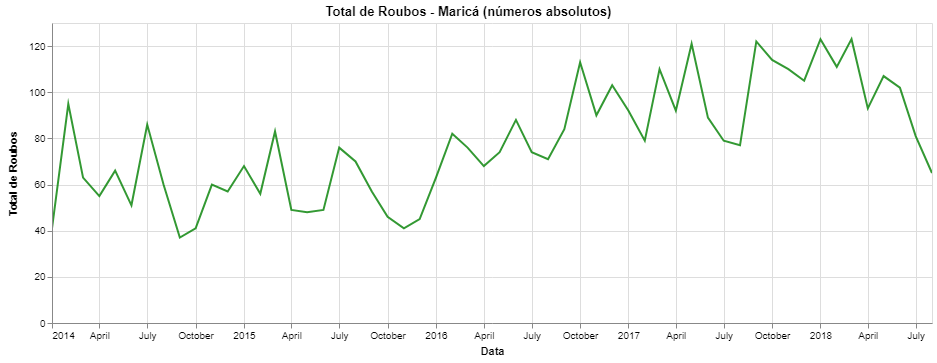 Total de Roubos - Maricá (números absolutos)
Total de Roubos
120
100
80
60
40
20
0
2014 April July October 2015 April July October 2016 April July October 2017 April July October 2018 April July
Data